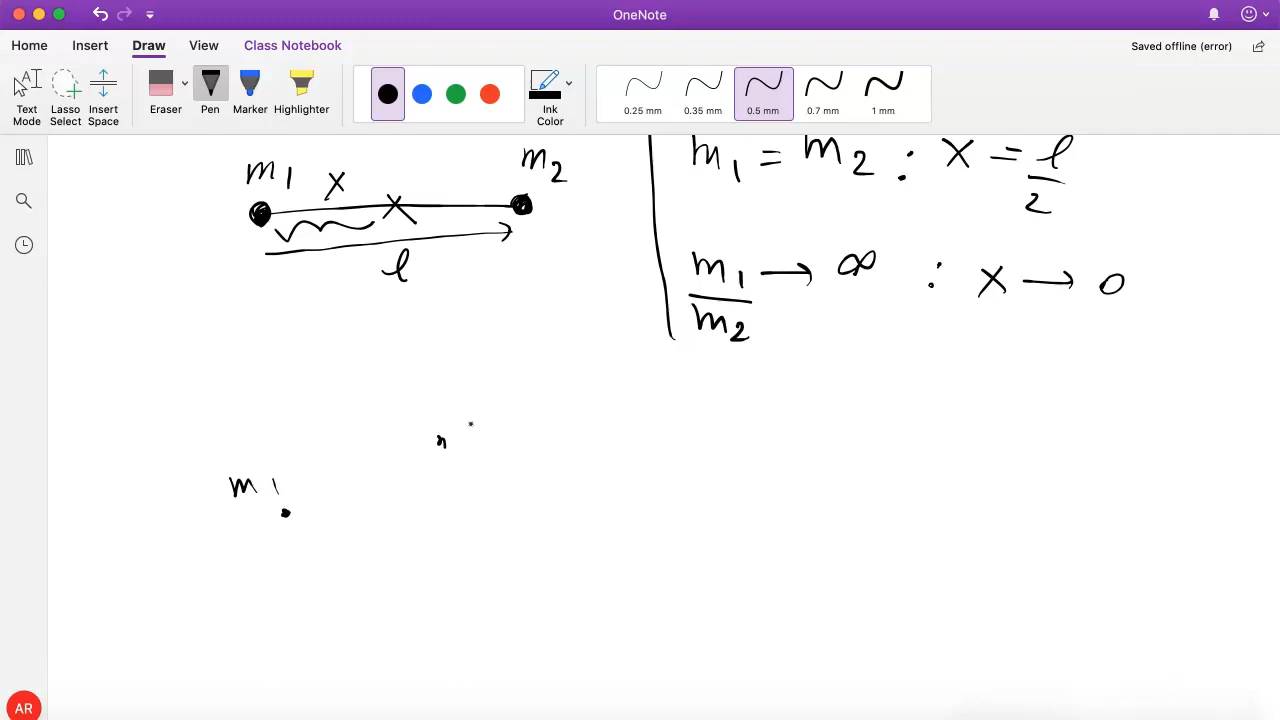 OneNote
Home Insert Draw View Class Notebook
Saved offline (error)
Text Mode
Lasso Select
Insert Space
Eraser
Pen
Marker
Highlighter
Ink Color
0.25 mm
0.35 mm
0.5 mm
0.7 mm
1 mm
m1 x m2
l
m1 = m2 : x = l/2
m1/m2 → ∞ : x → 0
m1
AR